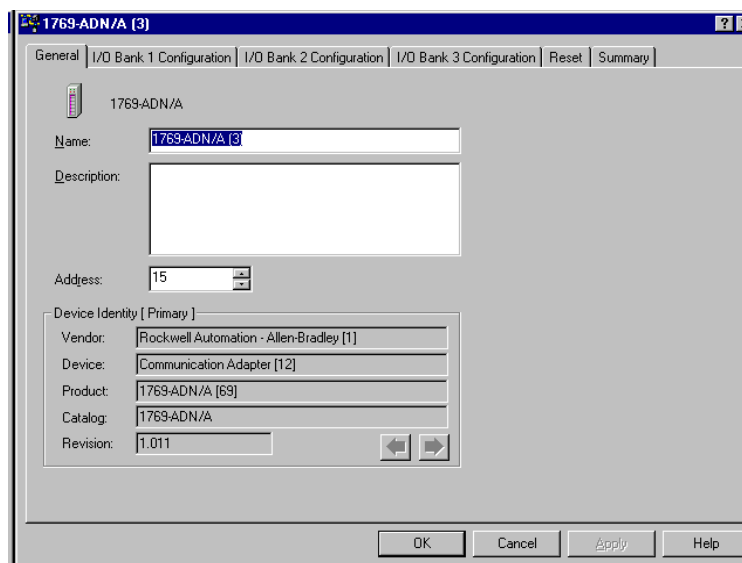 1769-ADN/A (3)
General I/O Bank 1 Configuration I/O Bank 2 Configuration I/O Bank 3 Configuration Reset Summary
1769-ADN/A
Name: 1769-ADN/A (3)
Description:
Address: 15
Device Identity [ Primary ]
Vendor: Rockwell Automation - Allen-Bradley [1]
Device: Communication Adapter [12]
Product: 1769-ADN/A [69]
Catalog: 1769-ADN/A
Revision: 1.011
OK Cancel Apply Help